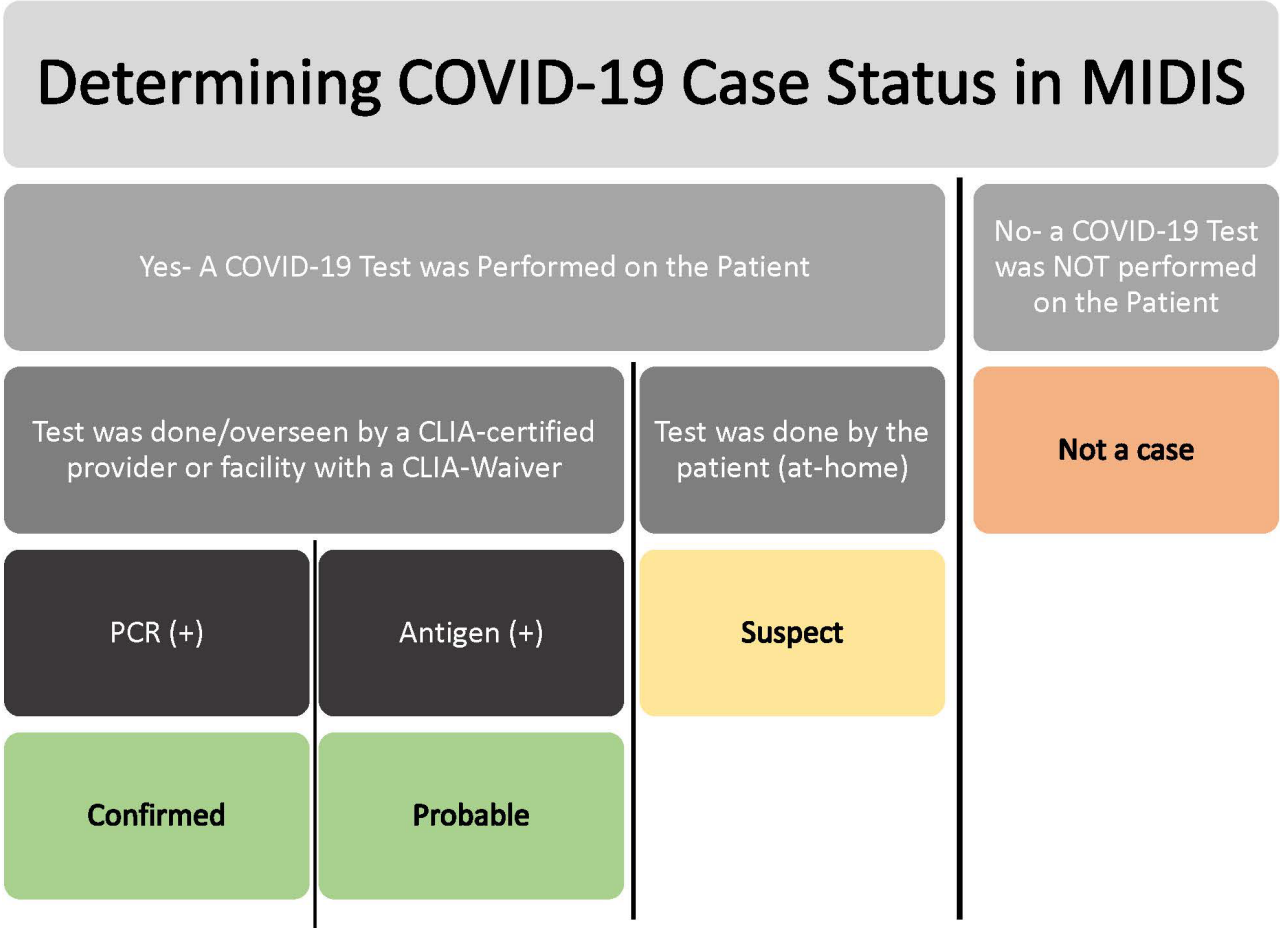 Determining COVID-19 Case Status in MIDIS
Yes- A COVID-19 Test was Performed on the Patient
No- a COVID-19 Test
was NOT performed
on the Patient
Test was done/overseen by a CLIA-certified
provider or facility with a CLIA-Waiver
Test was done by the
patient (at-home)
Not a case
PCR (+)
Antigen (+)
Suspect
Confirmed
Probable